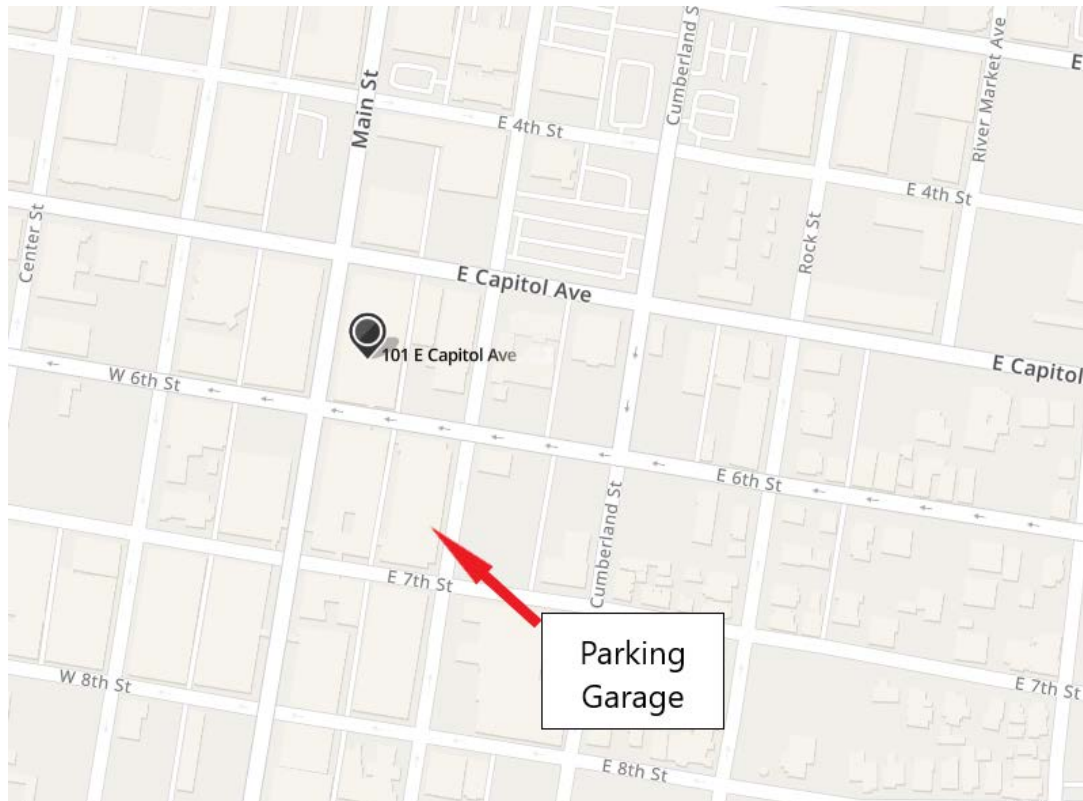 Cumberland S
E
Main St
E 4th St
River Market Ave
E 4th St
Center St
Rock St
E Capitol Ave
101 E Capitol Ave
E Capitol
W 6th St
E 6th St
Cumberland St
E 7th St
Parking
Garage
W 8th St
E 7th St
E 8th St